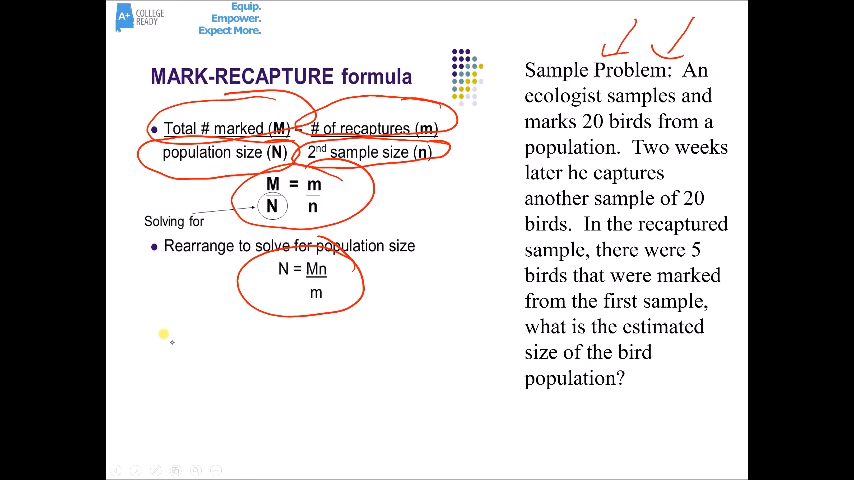 A+ COLLEGE
READY
Equip.
Empower.
Expect More.
MARK-RECAPTURE formula
Total # marked (M) = # of recaptures (m)
population size (N) 2nd sample size (n)
M = m
N n
Solving for
Rearrange to solve for population size
N = Mn
m
Sample Problem: An
ecologist samples and
marks 20 birds from a
population. Two weeks
later he captures
another sample of 20
birds. In the recaptured
sample, there were 5
birds that were marked
from the first sample,
what is the estimated
size of the bird
population?